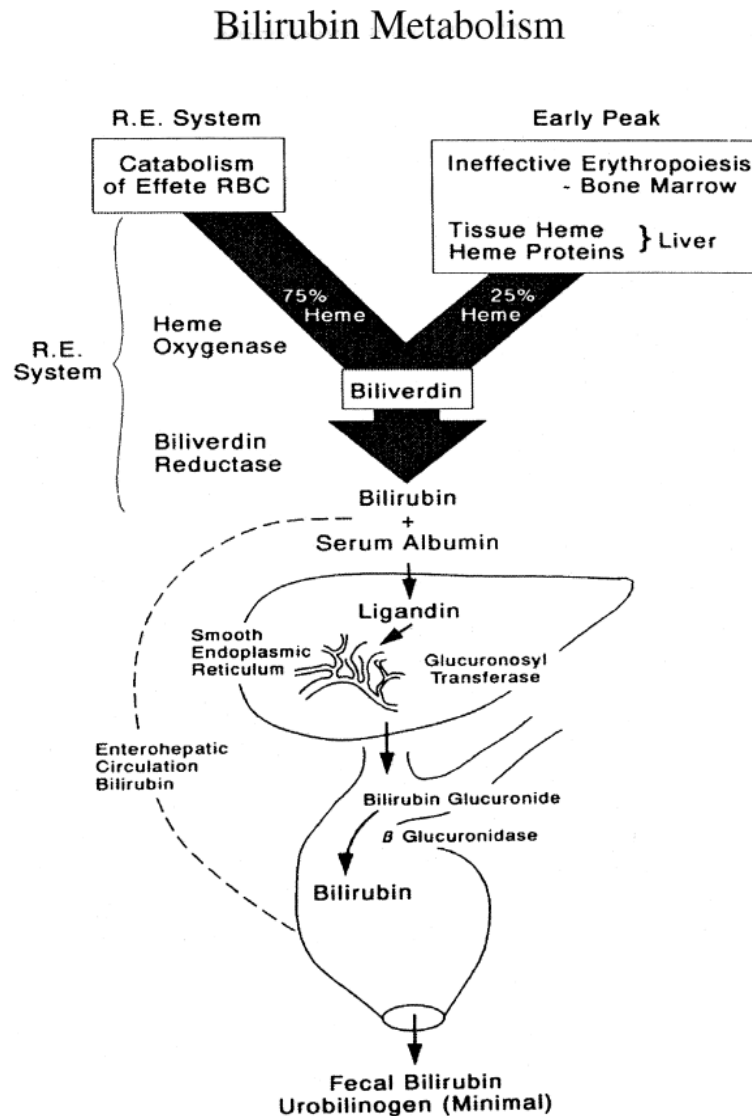 Bilirubin Metabolism
R.E. System
Early Peak
Catabolism
of Effete RBC
Ineffective Erythropoiesis
- Bone Marrow
Tissue Heme
Heme Proteins } Liver
75%
Heme
25%
Heme
R.E.
System
Heme
Oxygenase
Biliverdin
Biliverdin
Reductase
Bilirubin
+
Serum Albumin
Ligandin
Smooth
Endoplasmic
Reticulum
Glucuronosyl
Transferase
Enterohepatic
Circulation
Bilirubin
Bilirubin Glucuronide
β Glucuronidase
Bilirubin
Fecal Bilirubin
Urobilinogen (Minimal)